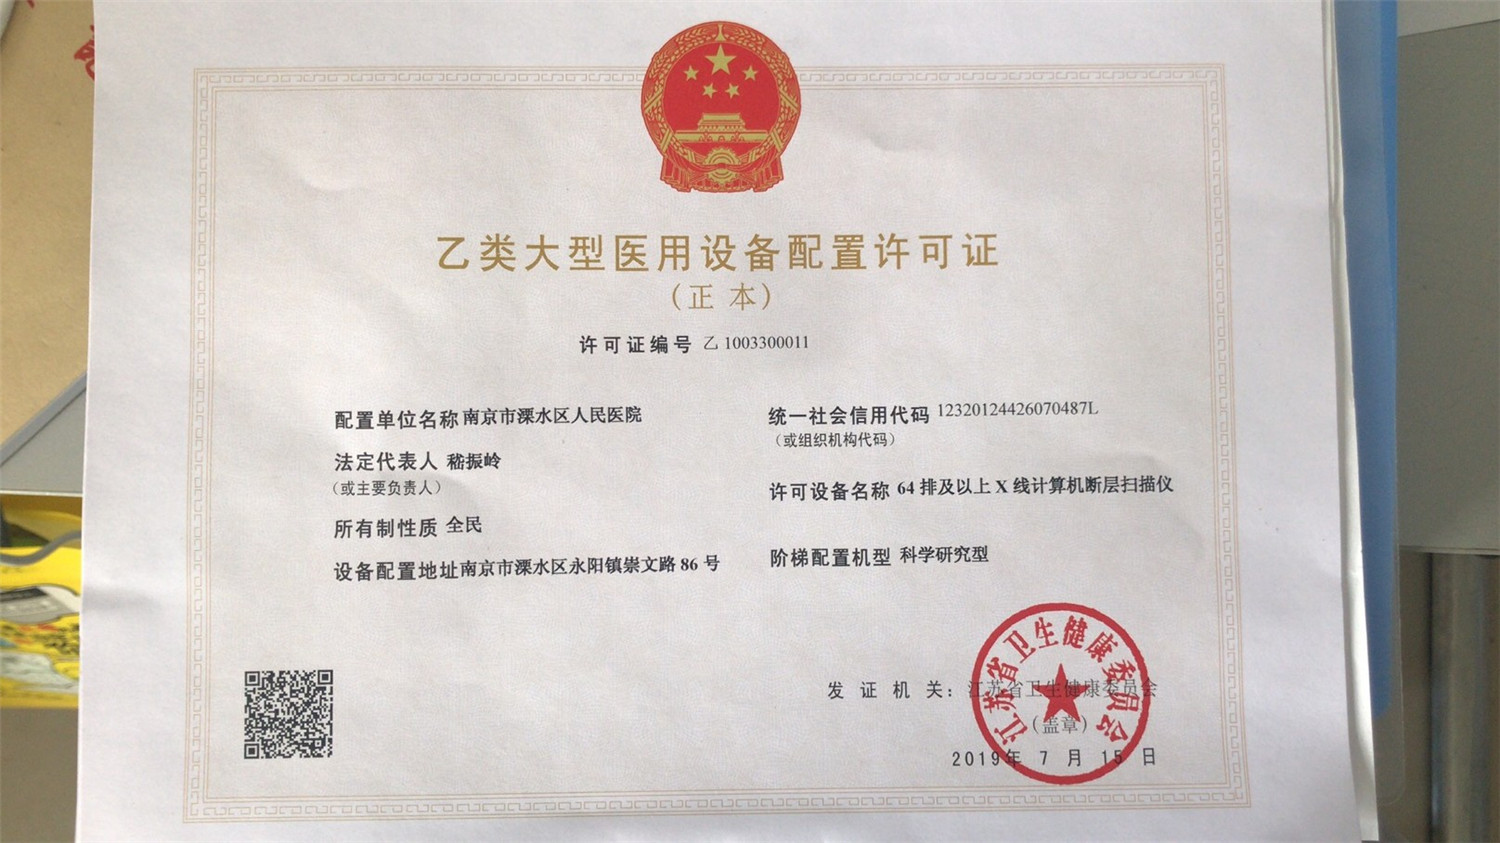 乙类大型医用设备配置许可证
（正 本）
许可证编号 乙1003300011
配置单位名称 南京市溧水区人民医院
统一社会信用代码 12320124426070487L
（或组织机构代码）
法定代表人 嵇振岭
（或主要负责人）
许可设备名称 64 排及以上 X 线计算机断层扫描仪
所有制性质 全民
阶梯配置机型 科学研究型
设备配置地址 南京市溧水区永阳镇崇文路 86 号
发 证 机 关：江苏省卫生健康委员会
（盖章）
2019年 7 月 15 日
江苏省卫生健康委员会